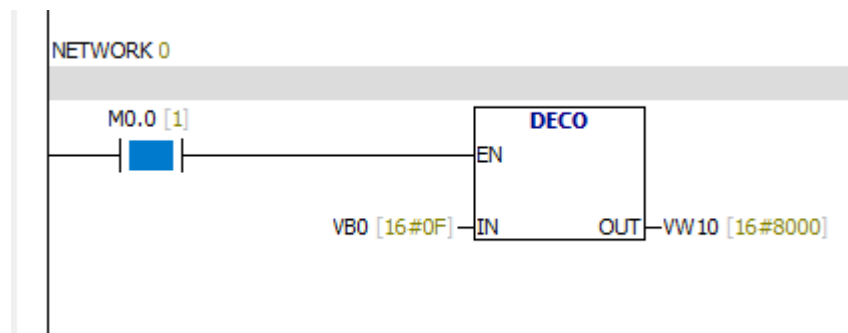 NETWORK 0
M0.0 [1]
DECO
EN
VB0 [16#0F] IN OUT VW10 [16#8000]